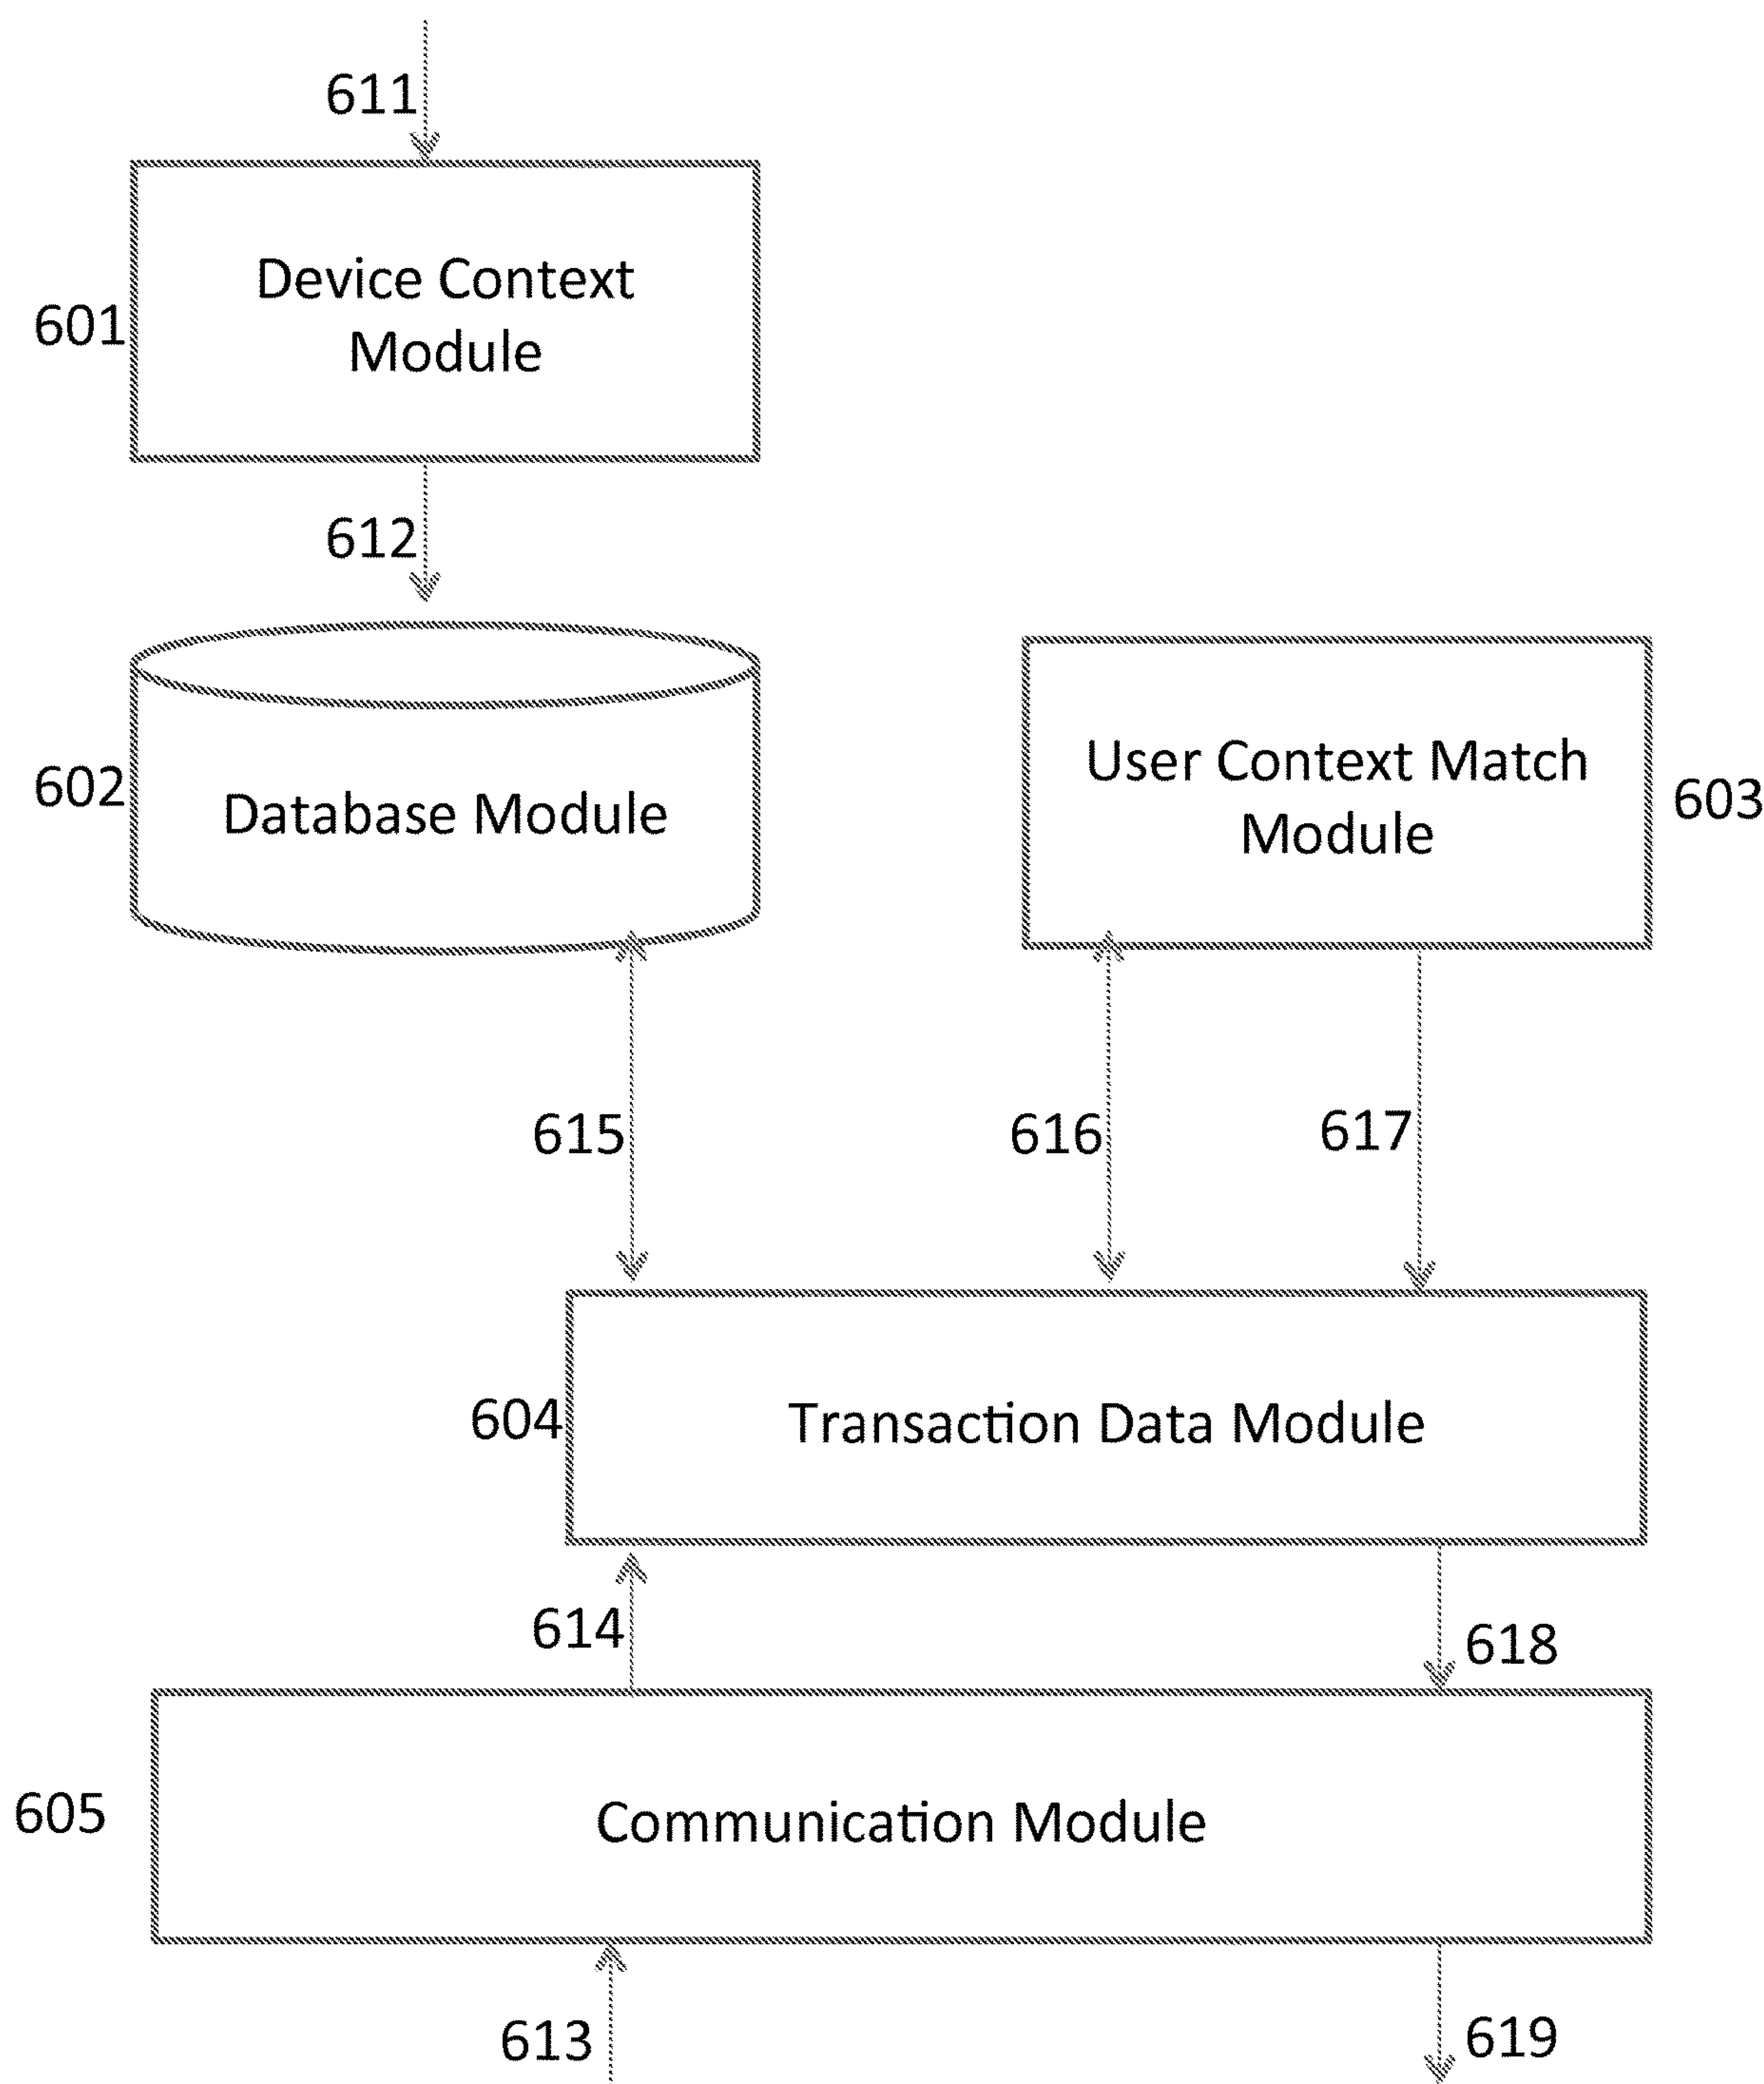 611
Device Context
Module
601
612
Database Module
602
User Context Match
Module
603
615
616
617
604
Transaction Data Module
614
618
605
Communication Module
613
619